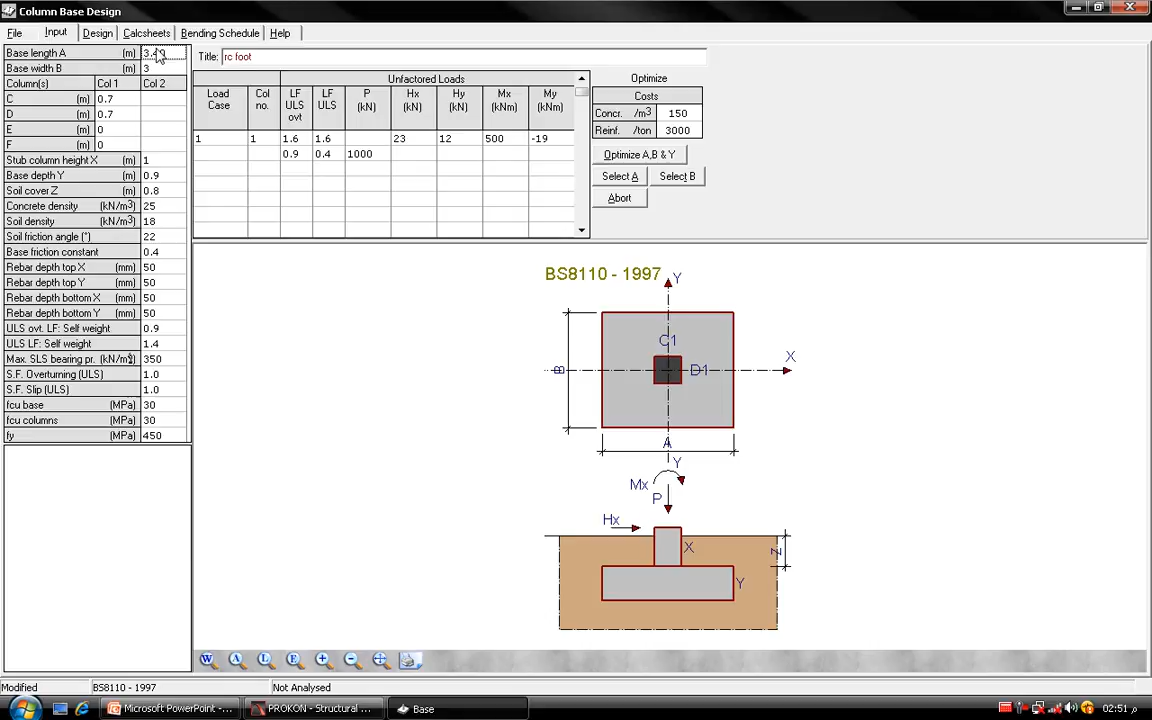 Column Base Design
File Input Design Calcsheets Bending Schedule Help
Base length A (m)
Base width B (m) 3
Column(s) Col 1 Col 2
C (m) 0.7
D (m) 0.7
E (m) 0
F (m) 0
Stub column height X (m) 1
Base depth Y (m) 0.9
Soil cover Z (m) 0.8
Concrete density (kN/m³) 25
Soil density (kN/m³) 18
Soil friction angle (°) 22
Base friction constant 0.4
Rebar depth top X (mm) 50
Rebar depth top Y (mm) 50
Rebar depth bottom X (mm) 50
Rebar depth bottom Y (mm) 50
ULS ovt. LF: Self weight 0.9
ULS LF: Self weight 1.4
Max. SLS bearing pr. (kN/m²) 350
S.F. Overturning (ULS) 1.0
S.F. Slip (ULS) 1.0
fcu base (MPa) 30
fcu columns (MPa) 30
fy (MPa) 450
Title: rc foot
Unfactored Loads
Load Case Col no. LF ULS ovt LF ULS P (kN) Hx (kN) Hy (kN) Mx (kNm) My (kNm)
1 1 1.6 1.6 23 12 500 -19
0.9 0.4 1000
Optimize
Costs
Concr. /m3 150
Reinf. /ton 3000
Optimize A,B & Y
Select A Select B
Abort
BS8110 - 1997
Y
C1
X
B
D1
A
Y
Mx
P
Hx
X
Z
Y
W A L E
Modified BS8110 - 1997 Not Analysed
Microsoft PowerPoint -... PROKON - Structural ... Base 02:51 م